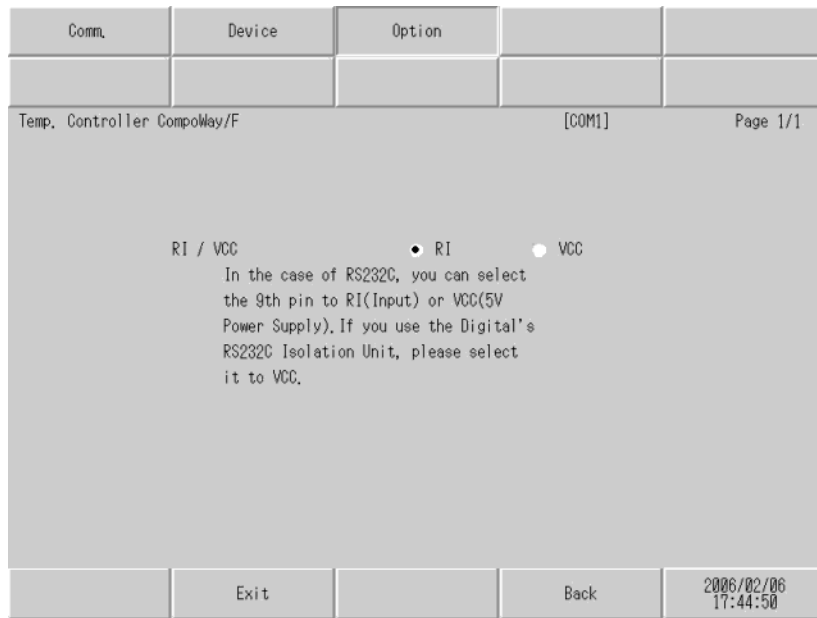 Comm. Device Option
Temp. Controller CompoWay/F [COM1] Page 1/1
RI / VCC RI VCC
In the case of RS232C, you can select
the 9th pin to RI(Input) or VCC(5V
Power Supply).If you use the Digital's
RS232C Isolation Unit, please select
it to VCC.
Exit Back 2006/02/06
17:44:50